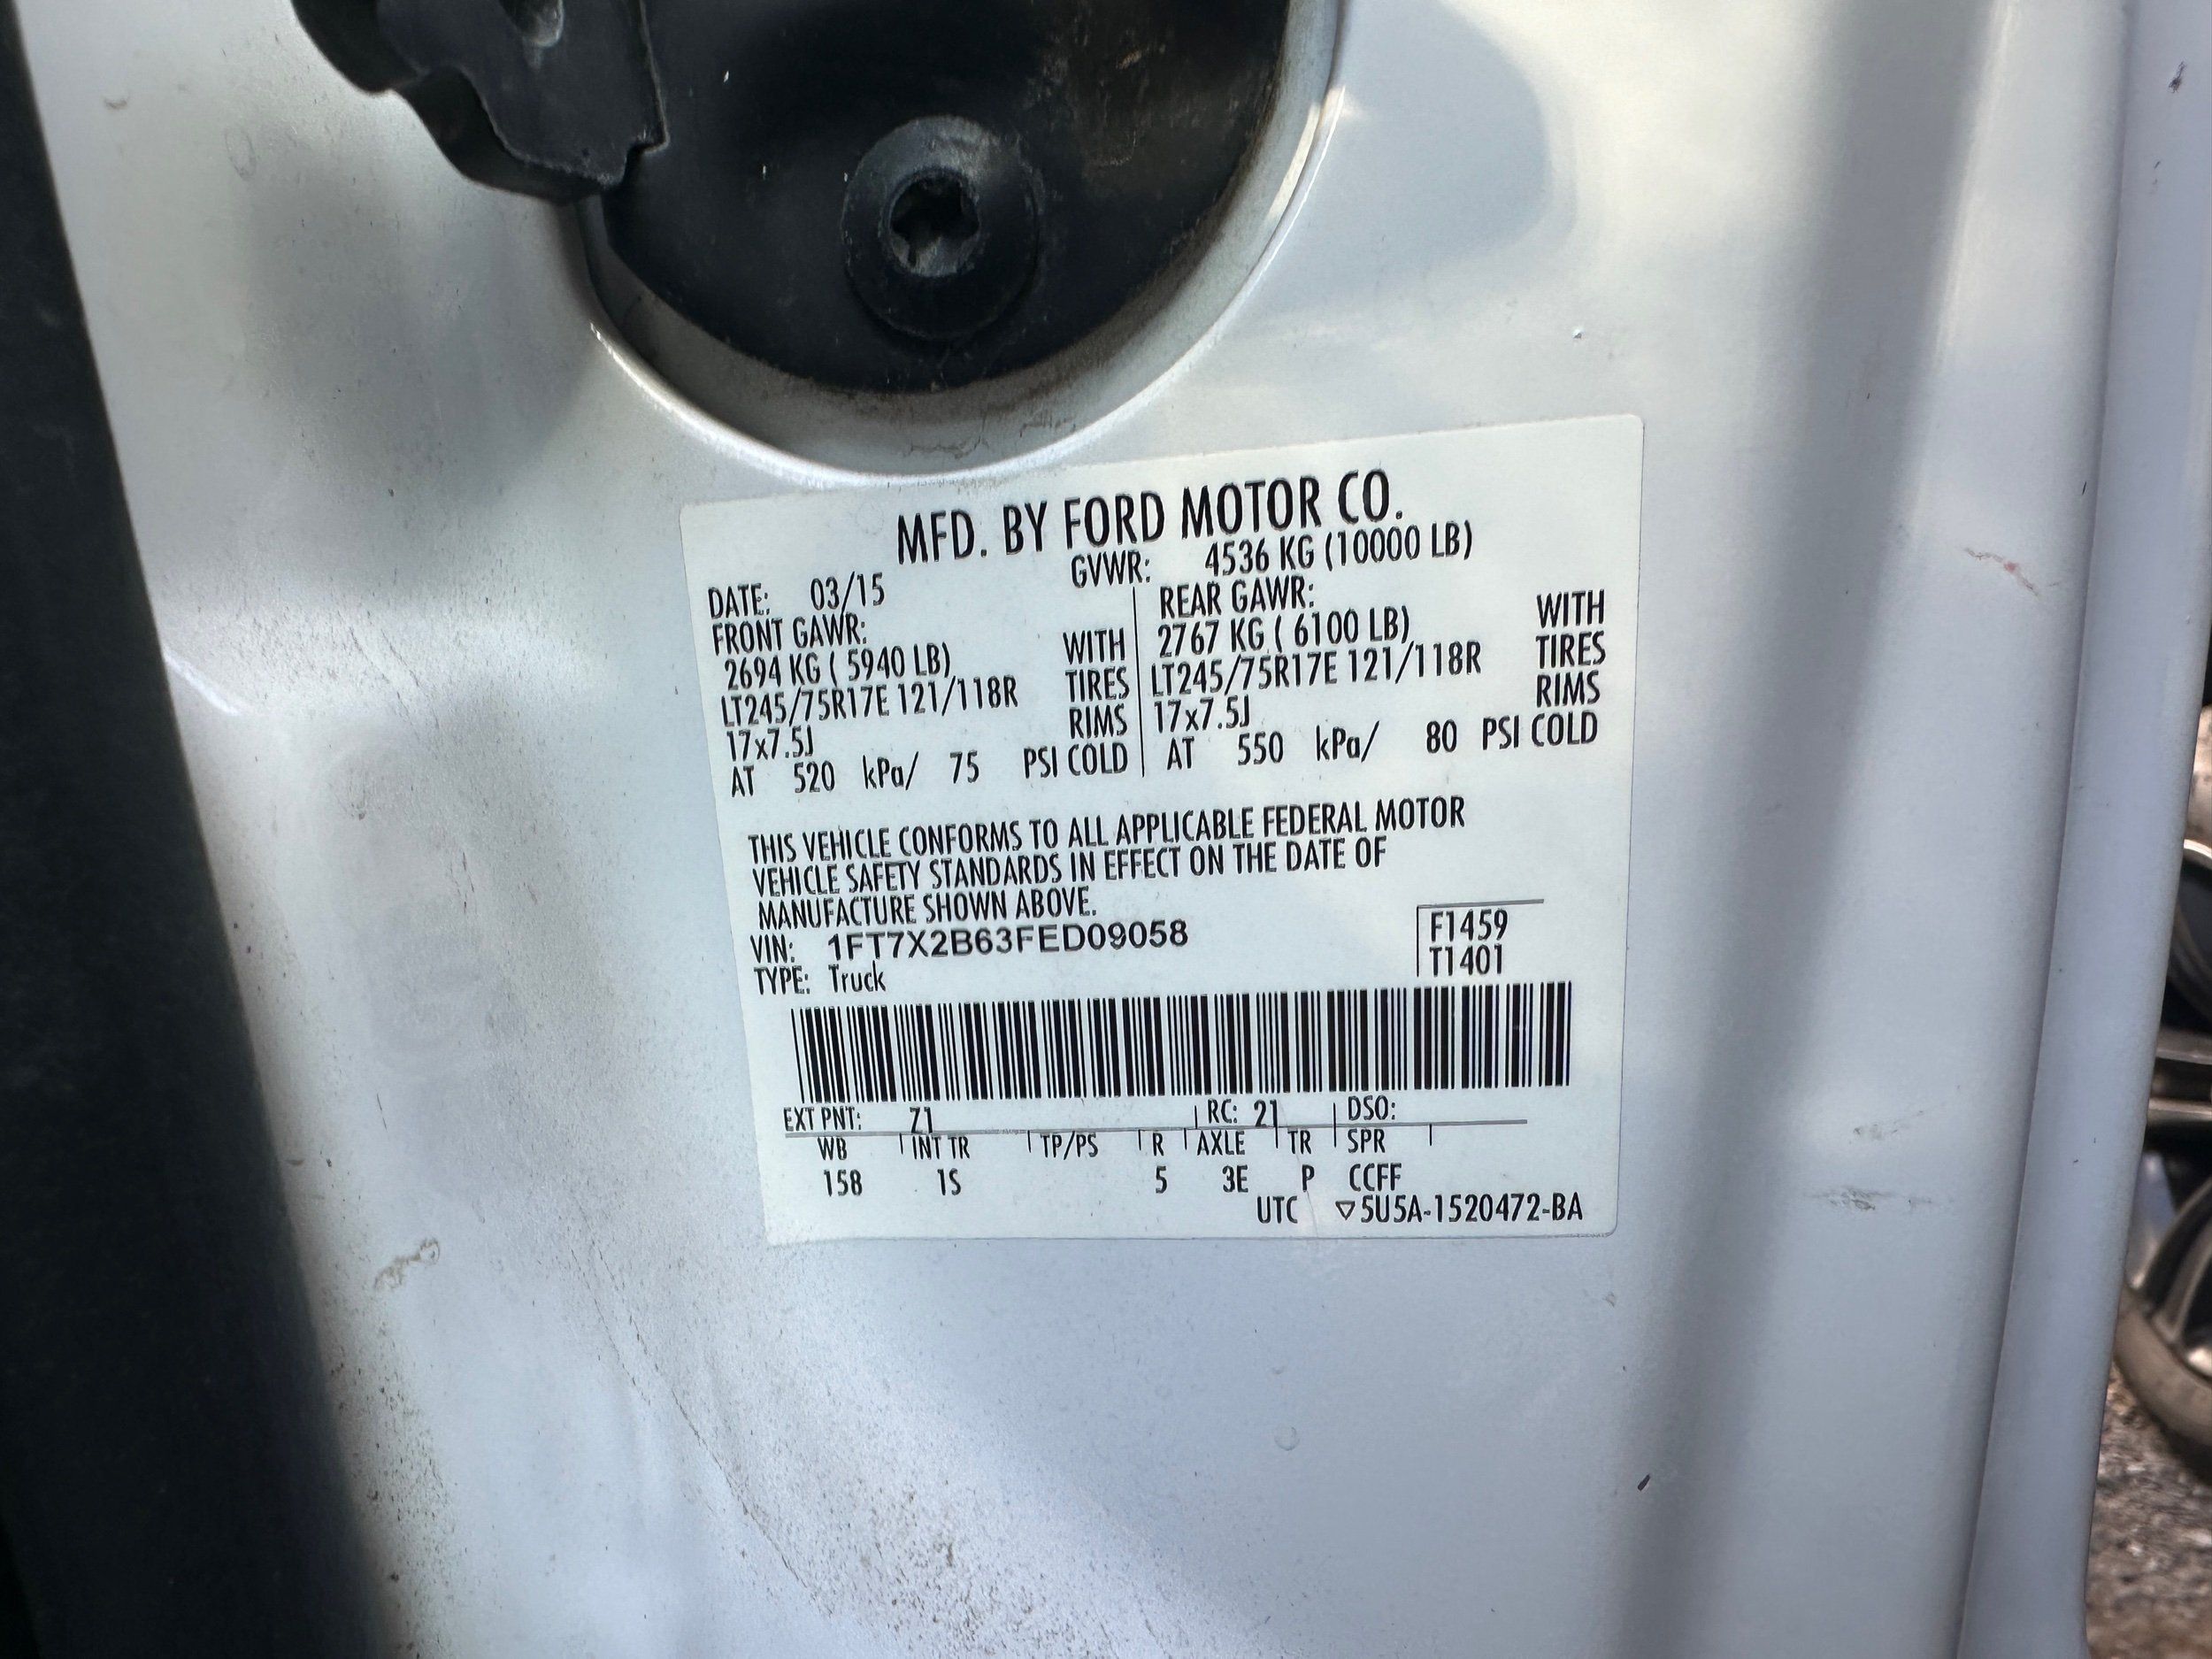 MFD. BY FORD MOTOR CO.
DATE: 03/15 GVWR: 4536 KG (10000 LB)
FRONT GAWR: REAR GAWR:
2694 KG ( 5940 LB) WITH 2767 KG ( 6100 LB) WITH
LT245/75R17E 121/118R TIRES LT245/75R17E 121/118R TIRES
17x7.5J RIMS 17x7.5J RIMS
AT 520 kPa/ 75 PSI COLD AT 550 kPa/ 80 PSI COLD
THIS VEHICLE CONFORMS TO ALL APPLICABLE FEDERAL MOTOR
VEHICLE SAFETY STANDARDS IN EFFECT ON THE DATE OF
MANUFACTURE SHOWN ABOVE.
VIN: 1FT7X2B63FED09058 F1459
TYPE: Truck T1401
EXT PNT: Z1 RC: 21 DSO:
WB INT TR TP/PS R AXLE TR SPR
158 1S 5 3E P CCFF
UTC ▽5U5A-1520472-BA